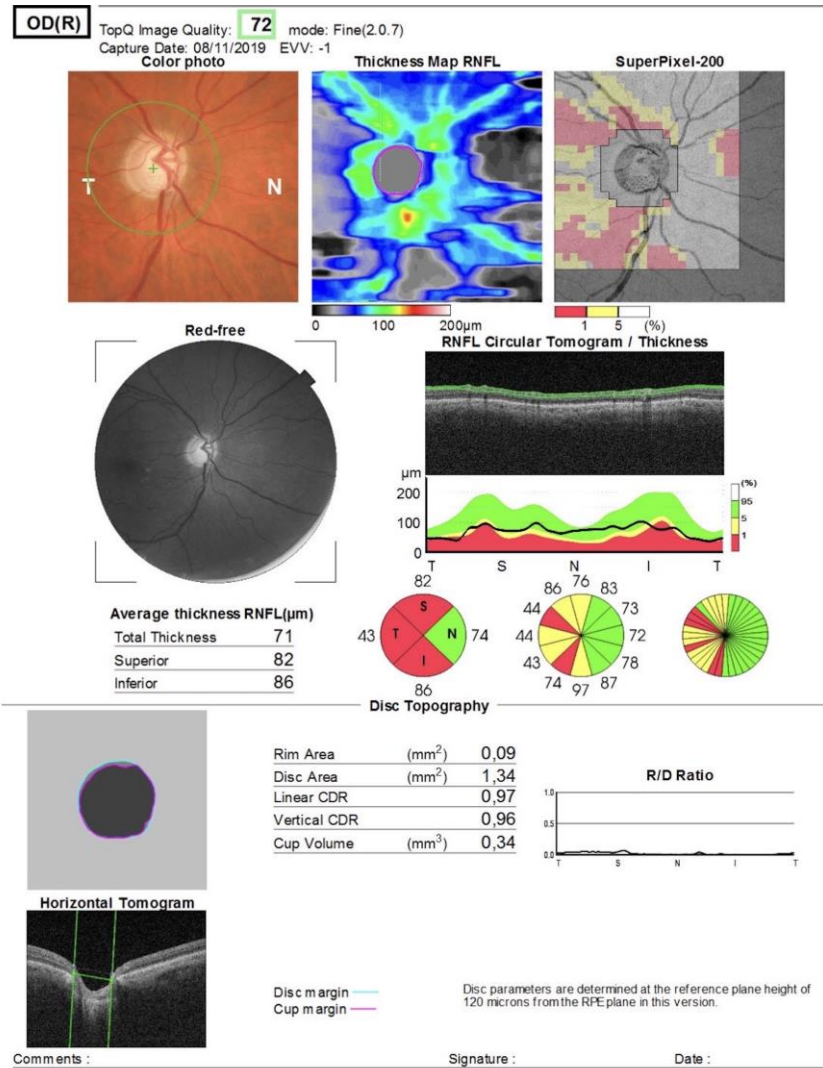 OD(R) TopQ Image Quality: 72 mode: Fine(2.0.7)
Capture Date: 08/11/2019 EVV: -1
Color photo Thickness Map RNFL SuperPixel-200
T N
0 100 200µm
1 5 (%)
Red-free
RNFL Circular Tomogram / Thickness
µm
200
100
0
T S N I T
(%)
95
5
1
Average thickness RNFL(µm)
Total Thickness 71
Superior 82
Inferior 86
82
S
43 T N 74
I
86
86 76 83
44 73
44 72
43 78
74 97 87
Disc Topography
Rim Area (mm²) 0,09
Disc Area (mm²) 1,34
Linear CDR 0,97
Vertical CDR 0,96
Cup Volume (mm³) 0,34
R/D Ratio
1.0
0.5
0.0
T S N I T
Horizontal Tomogram
Disc margin
Cup margin
Disc parameters are determined at the reference plane height of
120 microns from the RPE plane in this version.
Comments : Signature : Date :